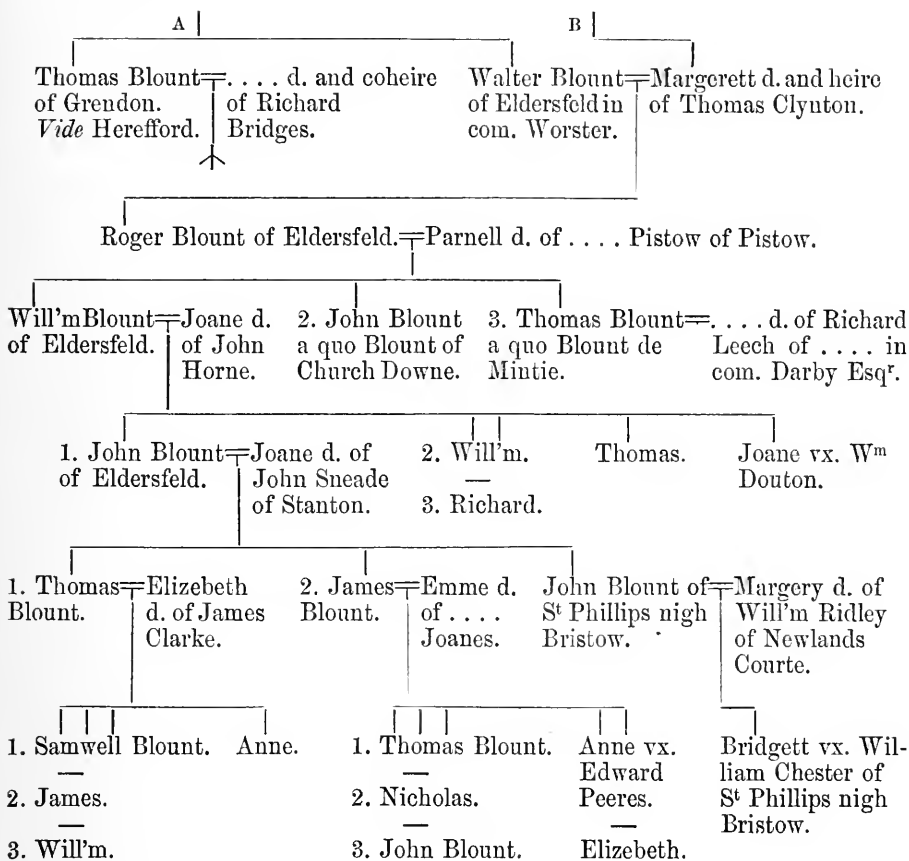 A B
Thomas Blount=. . . . d. and coheire Walter Blount=Margerett d. and heire
of Grendon. of Richard of Eldersfeld in of Thomas Clynton.
Vide Herefford. Bridges. com. Worster.
Roger Blount of Eldersfeld.=Parnell d. of . . . . Pistow of Pistow.
Will'm Blount=Joane d. 2. John Blount 3. Thomas Blount=. . . . d. of Richard
of Eldersfeld. of John a quo Blount of a quo Blount de Leech of . . . . in
Horne. Church Downe. Mintie. com. Darby Esqr.
1. John Blount=Joane d. of 2. Will'm. Thomas. Joane vx. Wm
of Eldersfeld. John Sneade — Douton.
of Stanton. 3. Richard.
1. Thomas=Elizebeth 2. James=Emme d. John Blount of=Margery d. of
Blount. d. of James Blount. of . . . . St Phillips nigh Will'm Ridley
Clarke. Joanes. Bristow. of Newlands
Courte.
1. Samwell Blount. Anne. 1. Thomas Blount. Anne vx. Bridgett vx. Wil-
— — Edward liam Chester of
2. James. 2. Nicholas. Peeres. St Phillips nigh
— — — Bristow.
3. Will'm. 3. John Blount. Elizebeth.